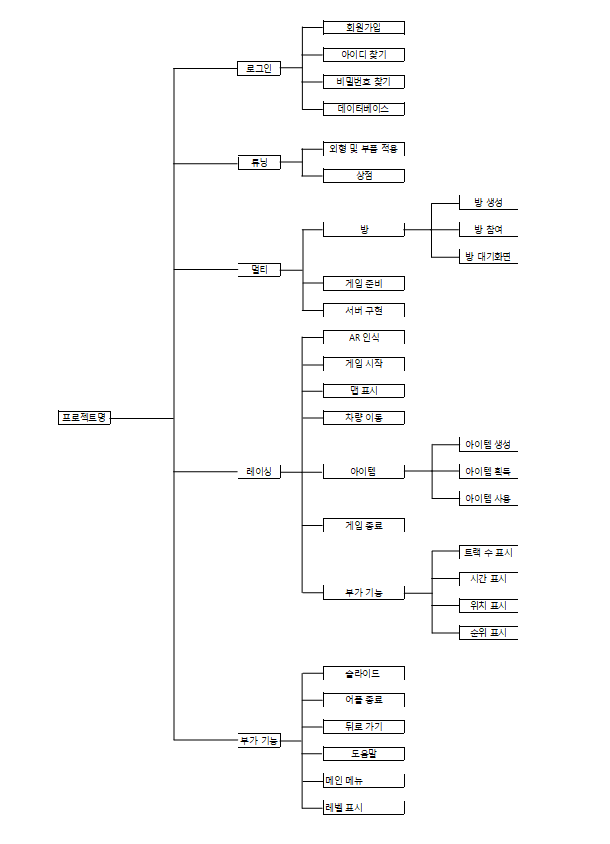 회원가입
아이디 찾기
로그인
비밀번호 찾기
데이터베이스
외형 및 부품 적용
튜닝
상점
방 생성
방
방 참여
방 대기화면
멀티
게임 준비
서버 구현
AR 인식
게임 시작
맵 표시
프로젝트명
차량 이동
아이템 생성
레이싱
아이템
아이템 획득
아이템 사용
게임 종료
트랙 수 표시
시간 표시
부가 기능
위치 표시
순위 표시
슬라이드
어플 종료
뒤로 가기
부가 기능
도움말
메인 메뉴
레벨 표시